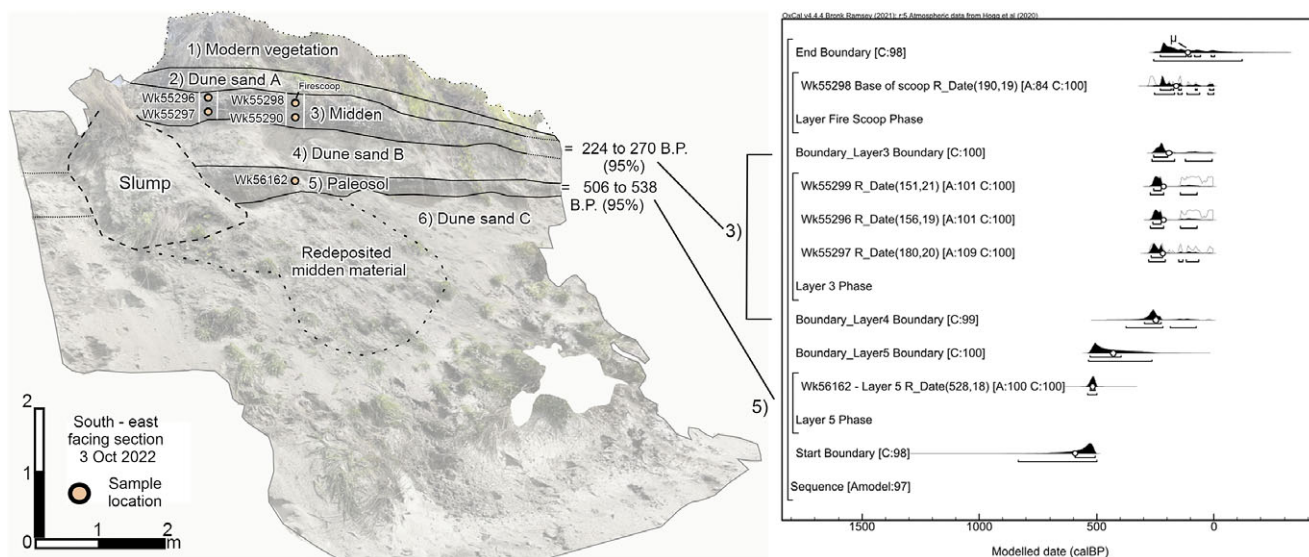 1) Modern vegetation
2) Dune sand A
Firescoop
Wk55296
Wk55298
3) Midden
Wk55297
Wk55290
4) Dune sand B
= 224 to 270 B.P.
(95%)
Wk56162
5) Paleosol
= 506 to 538
B.P. (95%)
Slump
6) Dune sand C
Redeposited
midden material
3)
5)
2
1
0
South - east
facing section
3 Oct 2022
Sample
location
1
2
m
OxCal v4.4.4 Bronk Ramsey (2021); r:5 Atmospheric data from Hogg et al (2020)
μ
End Boundary [C:98]
Wk55298 Base of scoop R_Date(190,19) [A:84 C:100]
Layer Fire Scoop Phase
Boundary_Layer3 Boundary [C:100]
Wk55299 R_Date(151,21) [A:101 C:100]
Wk55296 R_Date(156,19) [A:101 C:100]
Wk55297 R_Date(180,20) [A:109 C:100]
Layer 3 Phase
Boundary_Layer4 Boundary [C:99]
Boundary_Layer5 Boundary [C:100]
Wk56162 - Layer 5 R_Date(528,18) [A:100 C:100]
Layer 5 Phase
Start Boundary [C:98]
Sequence [Amodel:97]
1500
1000
500
0
Modelled date (calBP)